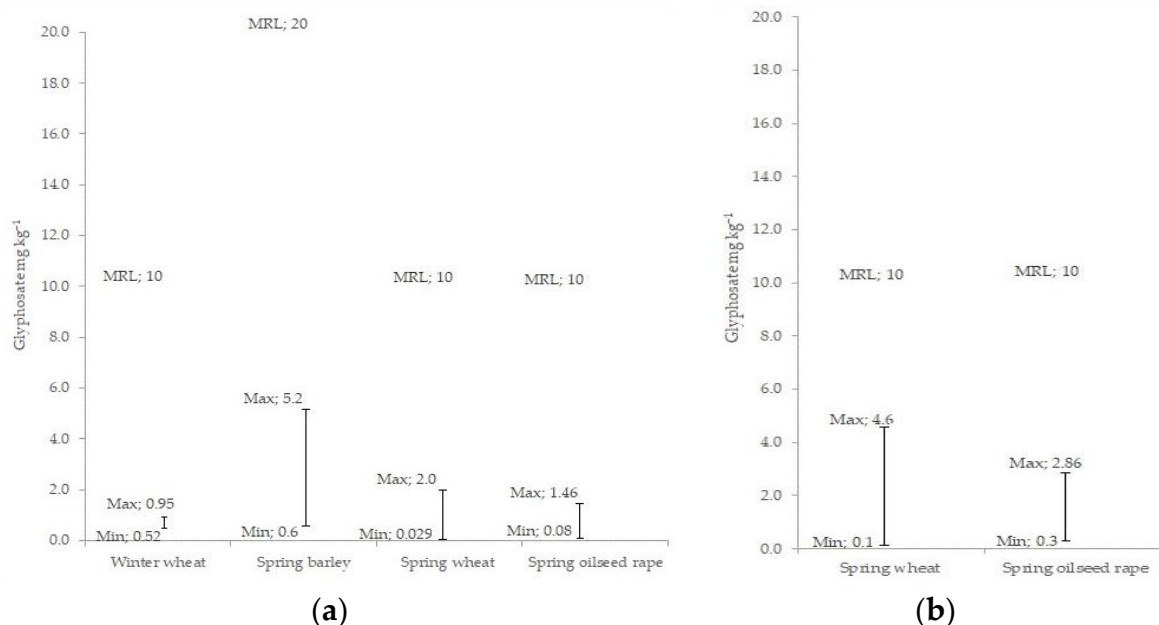 MRL; 20
20.0
18.0
16.0
14.0
12.0
10.0
8.0
6.0
4.0
2.0
0.0
Glyphosatemg kg⁻¹
MRL; 10
MRL; 10
MRL; 10
Max; 5.2
Max; 2.0
Max; 1.46
Max; 0.95
Min; 0.52
Min; 0.6
Min; 0.029
Min; 0.08
Winter wheat
Spring barley
Spring wheat
Spring oilseed rape
(a)
20.0
18.0
16.0
14.0
12.0
10.0
8.0
6.0
4.0
2.0
0.0
Glyphosatemg kg⁻¹
MRL; 10
MRL; 10
Max; 4.6
Max; 2.86
Min; 0.1
Min; 0.3
Spring wheat
Spring oilseed rape
(b)